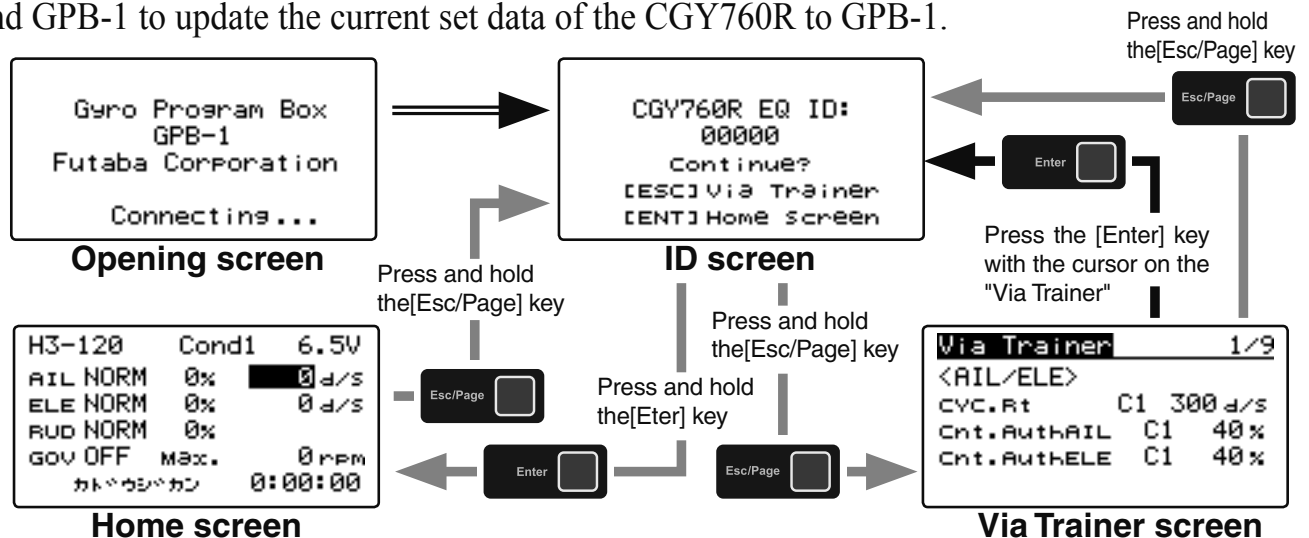 nd GPB-1 to update the current set data of the CGY760R to GPB-1.
Press and hold
the[Esc/Page] key
Esc/Page
Gyro Program Box
GPB-1
Futaba Corporation
Connecting...
Opening screen
CGY760R EQ ID:
00000
Continue?
[ESC] Via Trainer
[ENT] Home Screen
ID screen
Enter
Press the [Enter] key
with the cursor on the
"Via Trainer"
Press and hold
the[Esc/Page] key
Esc/Page
Press and hold
the[Eter] key
Enter
Press and hold
the[Esc/Page] key
Esc/Page
H3-120 Cond1 6.5V
AIL NORM 0% 0 d/s
ELE NORM 0% 0 d/s
RUD NORM 0%
GOV OFF Max. 0 rpm
カドウジカン 0:00:00
Home screen
Via Trainer 1/9
<AIL/ELE>
CYC.Rt C1 300 d/s
Cnt.AuthAIL C1 40%
Cnt.AuthELE C1 40%
Via Trainer screen